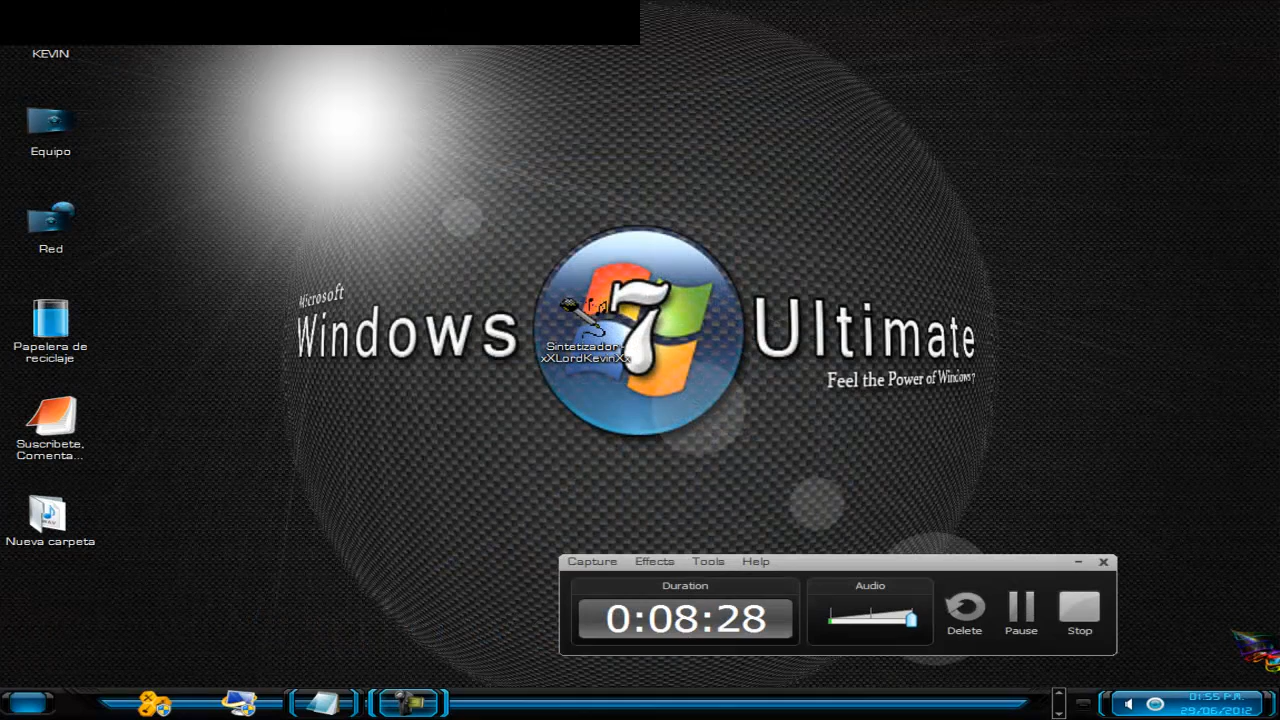 KEVIN
Equipo
Red
Papelera de
reciclaje
Suscribete,
Comenta...
Nueva carpeta
Microsoft
Windows
7
Ultimate
Feel the Power of Windows 7
Sintetizador -
xXLordKevinXx
Capture Effects Tools Help
Duration
0:08:28
Audio
Delete
Pause
Stop
01:55 P.M.
29/06/2012